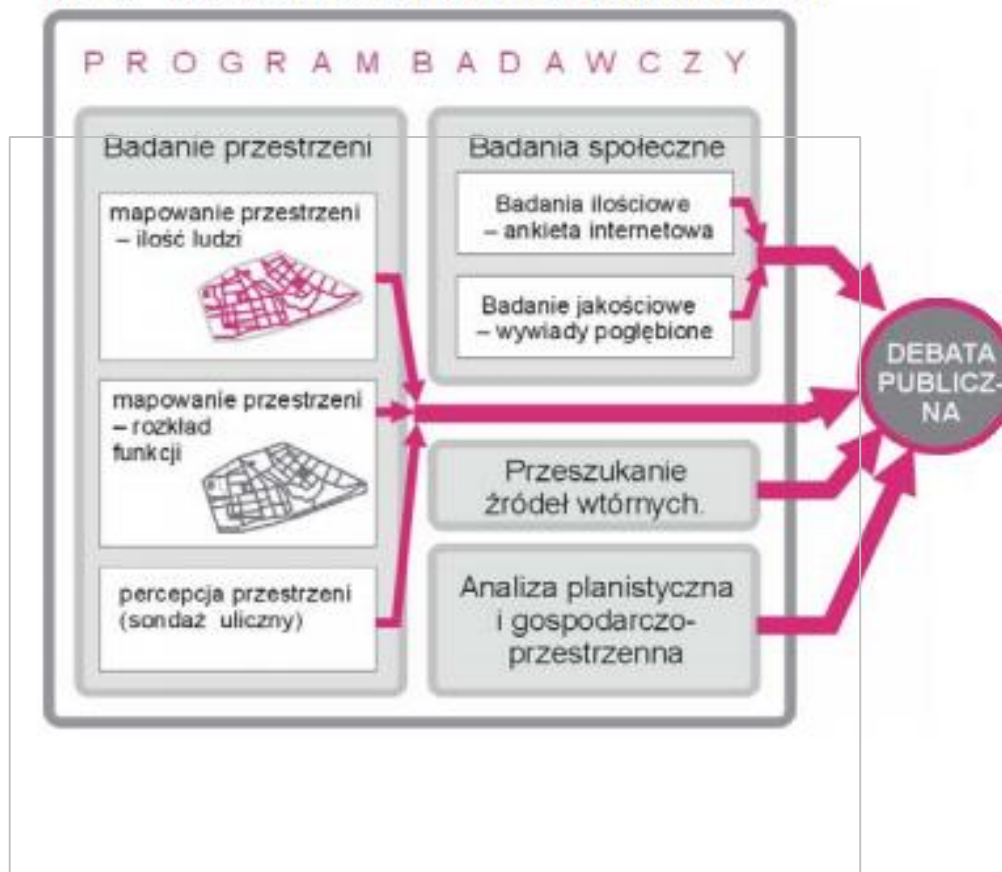 PROGRAM BADAWCZY
Badanie przestrzeni
mapowanie przestrzeni
– ilość ludzi
mapowanie przestrzeni
– rozkład
funkcji
percepcja przestrzeni
(sondaż uliczny)
Badania społeczne
Badania ilościowe
– ankieta internetowa
Badanie jakościowe
– wywiady pogłębione
Przeszukanie
źródeł wtórnych.
Analiza planistyczna
i gospodarczo-
przestrzenna
DEBATA
PUBLICZ-
NA